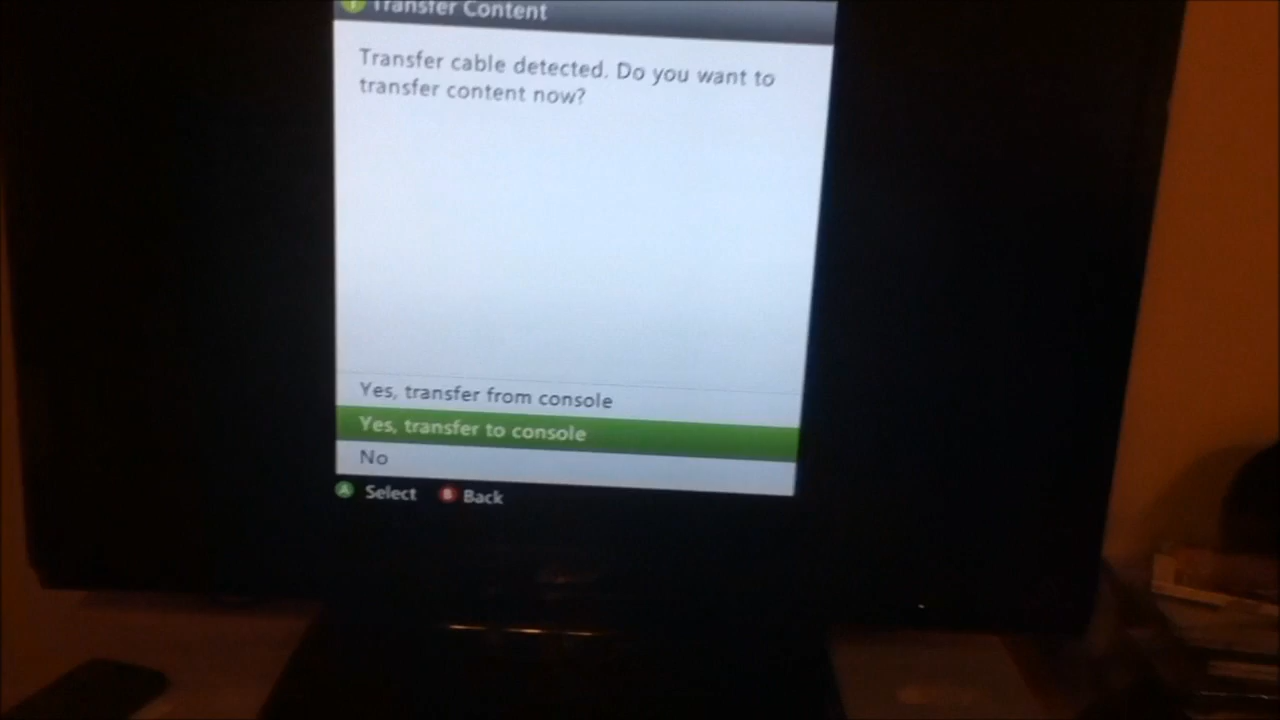 Transfer Content
Transfer cable detected. Do you want to
transfer content now?
Yes, transfer from console
Yes, transfer to console
No
A Select B Back